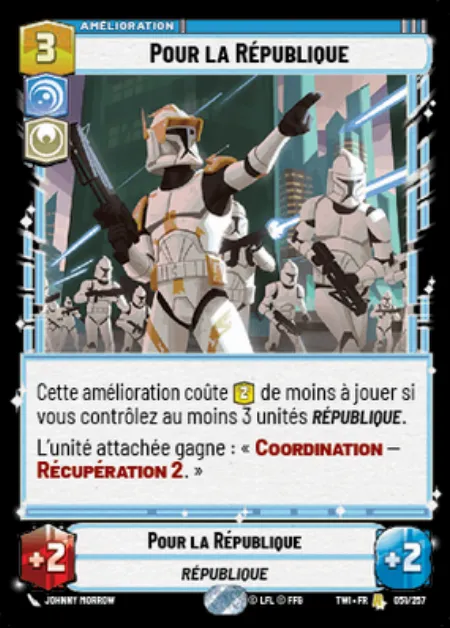 AMÉLIORATION
3
POUR LA RÉPUBLIQUE
Cette amélioration coûte 2 de moins à jouer si
vous contrôlez au moins 3 unités RÉPUBLIQUE.
L'unité attachée gagne : « COORDINATION –
RÉCUPÉRATION 2. »
+2
POUR LA RÉPUBLIQUE
RÉPUBLIQUE
+2
JOHNNY MORROW
© LFL © FFG
TWI • FR
051/257